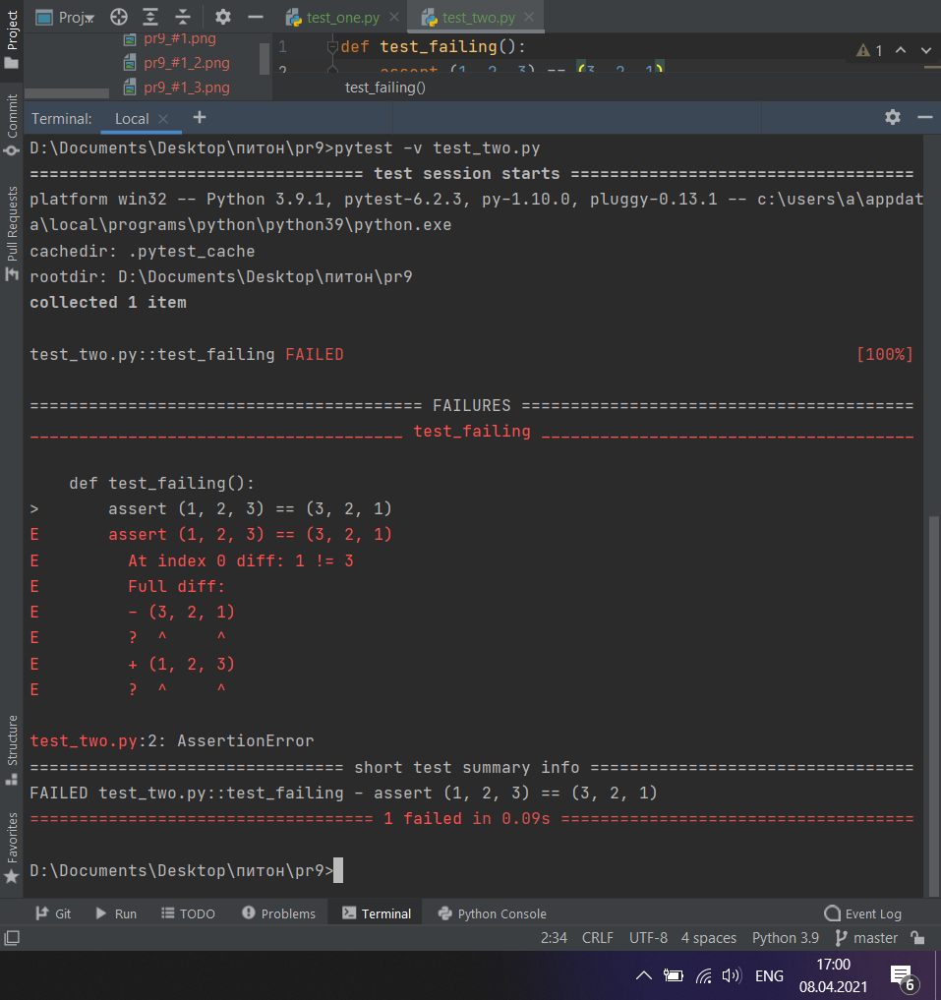 Project
Proj...
test_one.py
test_two.py
pr9_#1.png
pr9_#1_2.png
pr9_#1_3.png
1 def test_failing():
2 assert (1, 2, 3) == (3, 2, 1)
1
test_failing()
Commit
Pull Requests
Structure
Favorites
Terminal: Local +
D:\Documents\Desktop\питон\pr9>pytest -v test_two.py
================================== test session starts ===================================
platform win32 -- Python 3.9.1, pytest-6.2.3, py-1.10.0, pluggy-0.13.1 -- c:\users\a\appdat
a\local\programs\python\python39\python.exe
cachedir: .pytest_cache
rootdir: D:\Documents\Desktop\питон\pr9
collected 1 item
test_two.py::test_failing FAILED [100%]
======================================== FAILURES ========================================
______________________________________ test_failing ______________________________________
def test_failing():
> assert (1, 2, 3) == (3, 2, 1)
E assert (1, 2, 3) == (3, 2, 1)
E At index 0 diff: 1 != 3
E Full diff:
E - (3, 2, 1)
E ? ^ ^
E + (1, 2, 3)
E ? ^ ^
test_two.py:2: AssertionError
================================ short test summary info =================================
FAILED test_two.py::test_failing - assert (1, 2, 3) == (3, 2, 1)
=================================== 1 failed in 0.09s ====================================
D:\Documents\Desktop\питон\pr9>
Git Run TODO Problems Terminal Python Console Event Log
2:34 CRLF UTF-8 4 spaces Python 3.9 master
ENG
17:00
08.04.2021
6